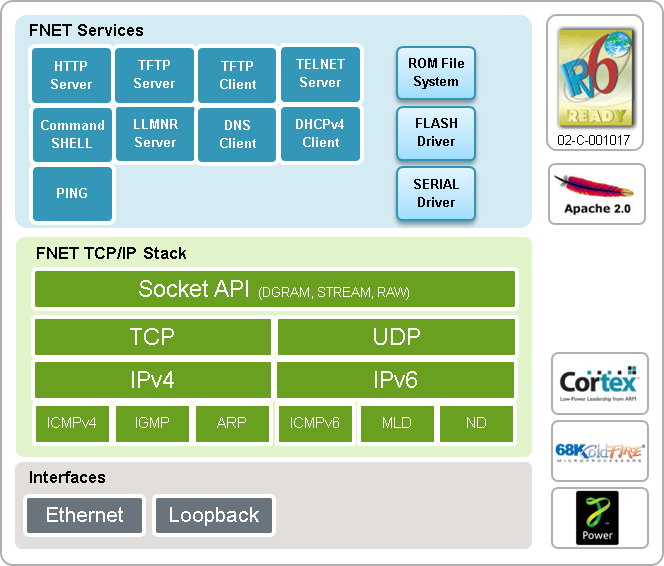 FNET Services
HTTP
Server
TFTP
Server
TFTP
Client
TELNET
Server
ROM File
System
Command
SHELL
LLMNR
Server
DNS
Client
DHCPv4
Client
FLASH
Driver
PING
SERIAL
Driver
IPv6
READY
02-C-001017
Apache 2.0
FNET TCP/IP Stack
Socket API (DGRAM, STREAM, RAW)
TCP
UDP
IPv4
IPv6
ICMPv4
IGMP
ARP
ICMPv6
MLD
ND
Cortex
Low-Power Leadership from ARM
68K ColdFIRE
MICROPROCESSORS
Interfaces
Ethernet
Loopback
Power